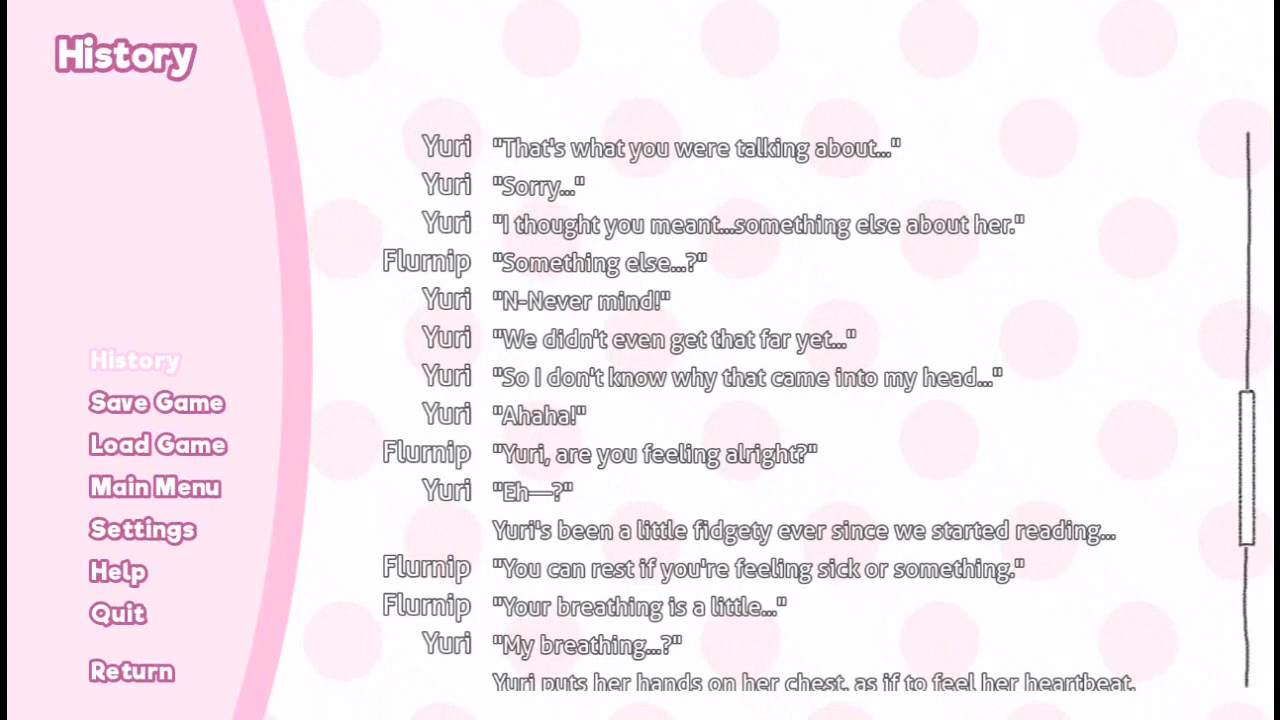 History
Yuri "That's what you were talking about..."
Yuri "Sorry..."
Yuri "I thought you meant...something else about her."
Flurnip "Something else...?"
Yuri "N-Never mind!"
Yuri "We didn't even get that far yet..."
Yuri "So I don't know why that came into my head..."
Yuri "Ahaha!"
Flurnip "Yuri, are you feeling alright?"
Yuri "Eh—?"
Yuri's been a little fidgety ever since we started reading...
Flurnip "You can rest if you're feeling sick or something."
Flurnip "Your breathing is a little..."
Yuri "My breathing...?"
Yuri puts her hands on her chest, as if to feel her heartbeat.
History
Save Game
Load Game
Main Menu
Settings
Help
Quit
Return